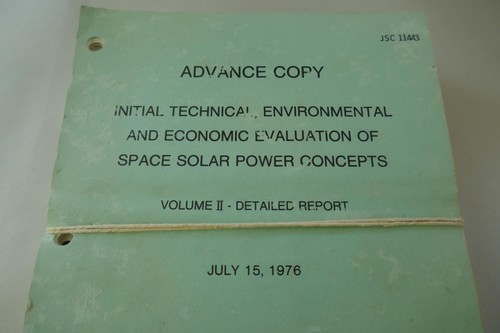 JSC 11443
ADVANCE COPY
INITIAL TECHNICAL, ENVIRONMENTAL
AND ECONOMIC EVALUATION OF
SPACE SOLAR POWER CONCEPTS
VOLUME II - DETAILED REPORT
JULY 15, 1976